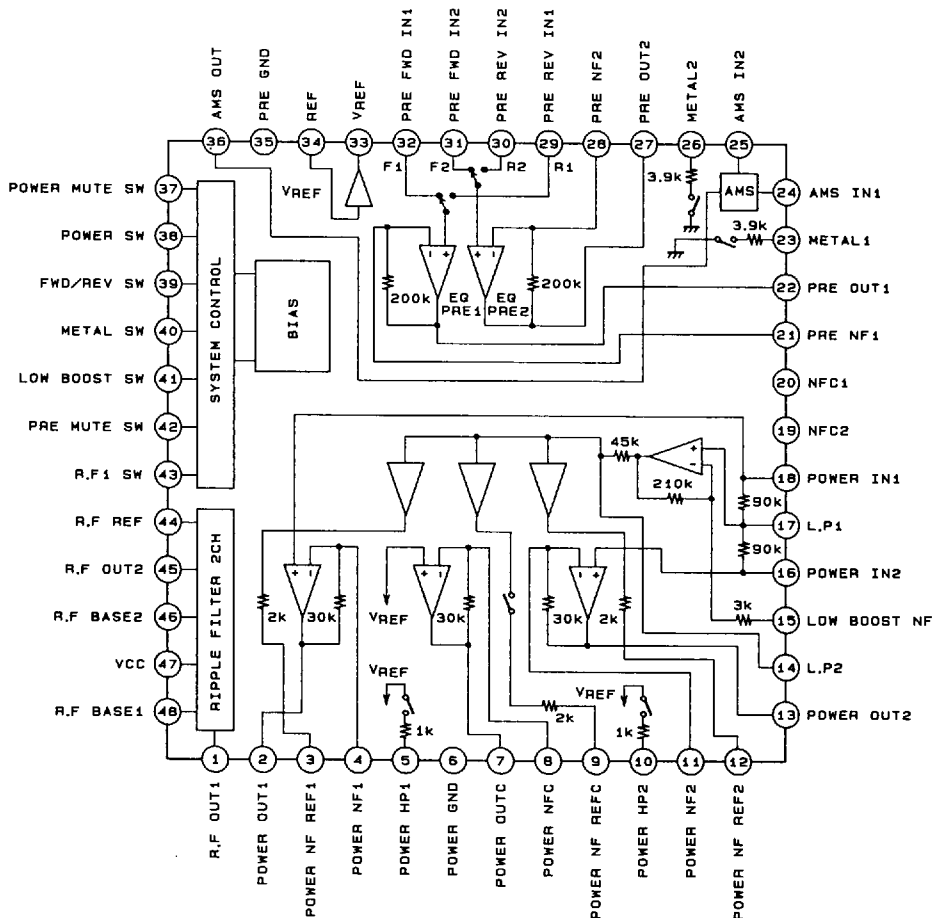 AMS OUT
PRE GND
REF
VREF
PRE FWD IN1
PRE FWD IN2
PRE REV IN2
PRE REV IN1
PRE NF2
PRE OUT2
METAL2
AMS IN2
36
35
34
33
32
31
30
29
28
27
26
25
F1
F2
R2
R1
VREF
3.9k
AMS
24
AMS IN1
3.9k
23
METAL1
22
PRE OUT1
21
PRE NF1
20
NFC1
19
NFC2
18
POWER IN1
17
L.P1
16
POWER IN2
15
LOW BOOST NF
14
L.P2
13
POWER OUT2
POWER MUTE SW
37
POWER SW
38
FWD/REV SW
39
METAL SW
40
LOW BOOST SW
41
PRE MUTE SW
42
R.F1 SW
43
R.F REF
44
R.F OUT2
45
R.F BASE2
46
VCC
47
R.F BASE1
48
SYSTEM CONTROL
BIAS
RIPPLE FILTER 2CH
- +
+ -
200k
EQ PRE1
EQ PRE2
200k
45k
+
-
210k
90k
90k
3k
+ -
2k
30k
+ -
VREF
30k
- +
30k
2k
VREF
1k
2k
VREF
1k
1
2
3
4
5
6
7
8
9
10
11
12
R.F OUT1
POWER OUT1
POWER NF REF1
POWER NF1
POWER HP1
POWER GND
POWER OUTC
POWER NFC
POWER NF REFC
POWER HP2
POWER NF2
POWER NF REF2